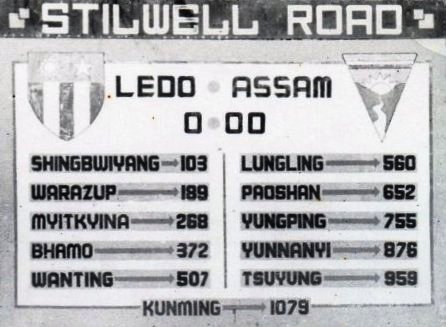 STILWELL ROAD
LEDO • ASSAM
0•00
SHINGBWIYANG→103
WARAZUP→189
MYITKYINA→268
BHAMO→372
WANTING→507
LUNGLING→560
PAOSHAN→652
YUNGPING→755
YUNNANYI→876
TSUYUNG→959
KUNMING→1079